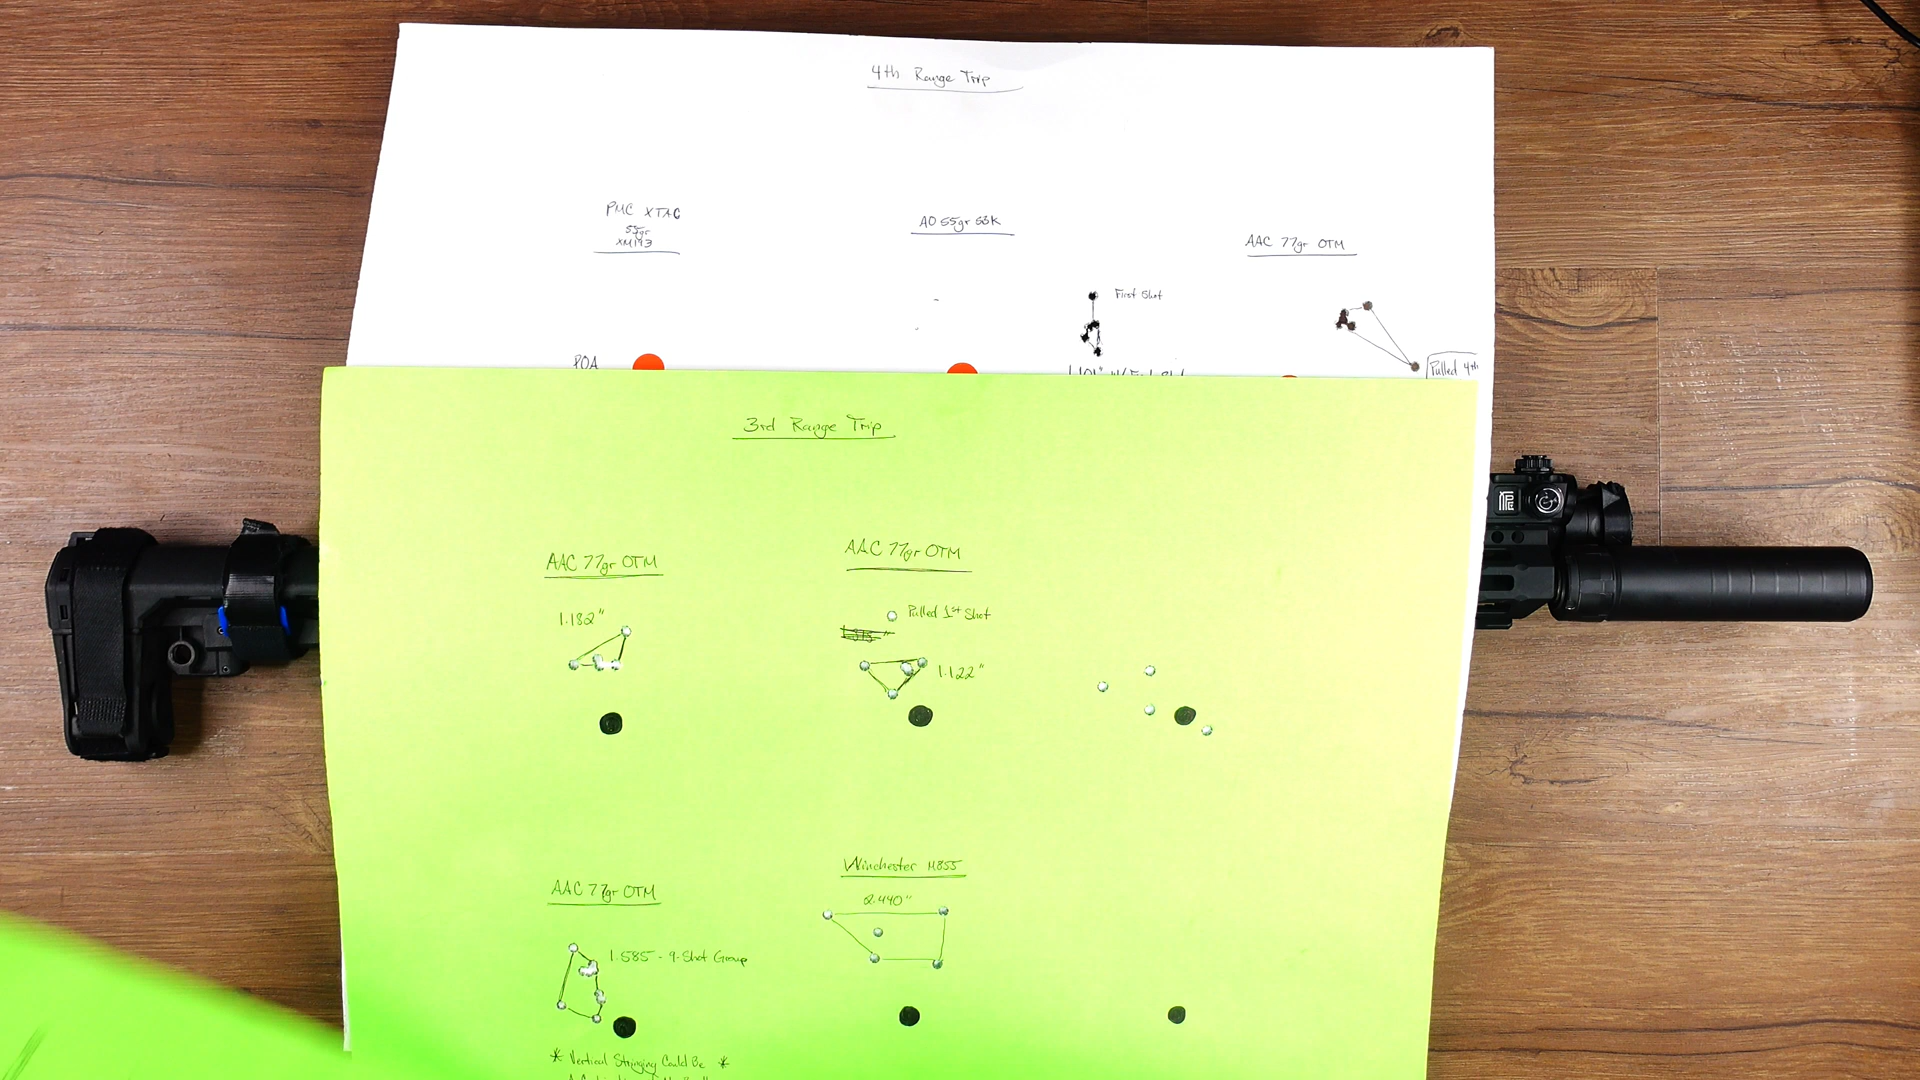 4th Range Trip
PMC XTAC
55gr
XM193
AO 55gr
AAC 77gr OTM
First Shot
POA
1.101" W/
Pulled 4th
3rd Range Trip
AAC 77gr OTM
1.182"
AAC 77gr OTM
Pulled 1st Shot
1.122"
AAC 77gr OTM
1.585 - 9-Shot Group
Winchester M855
2.440"
* Vertical Stringing Could Be *